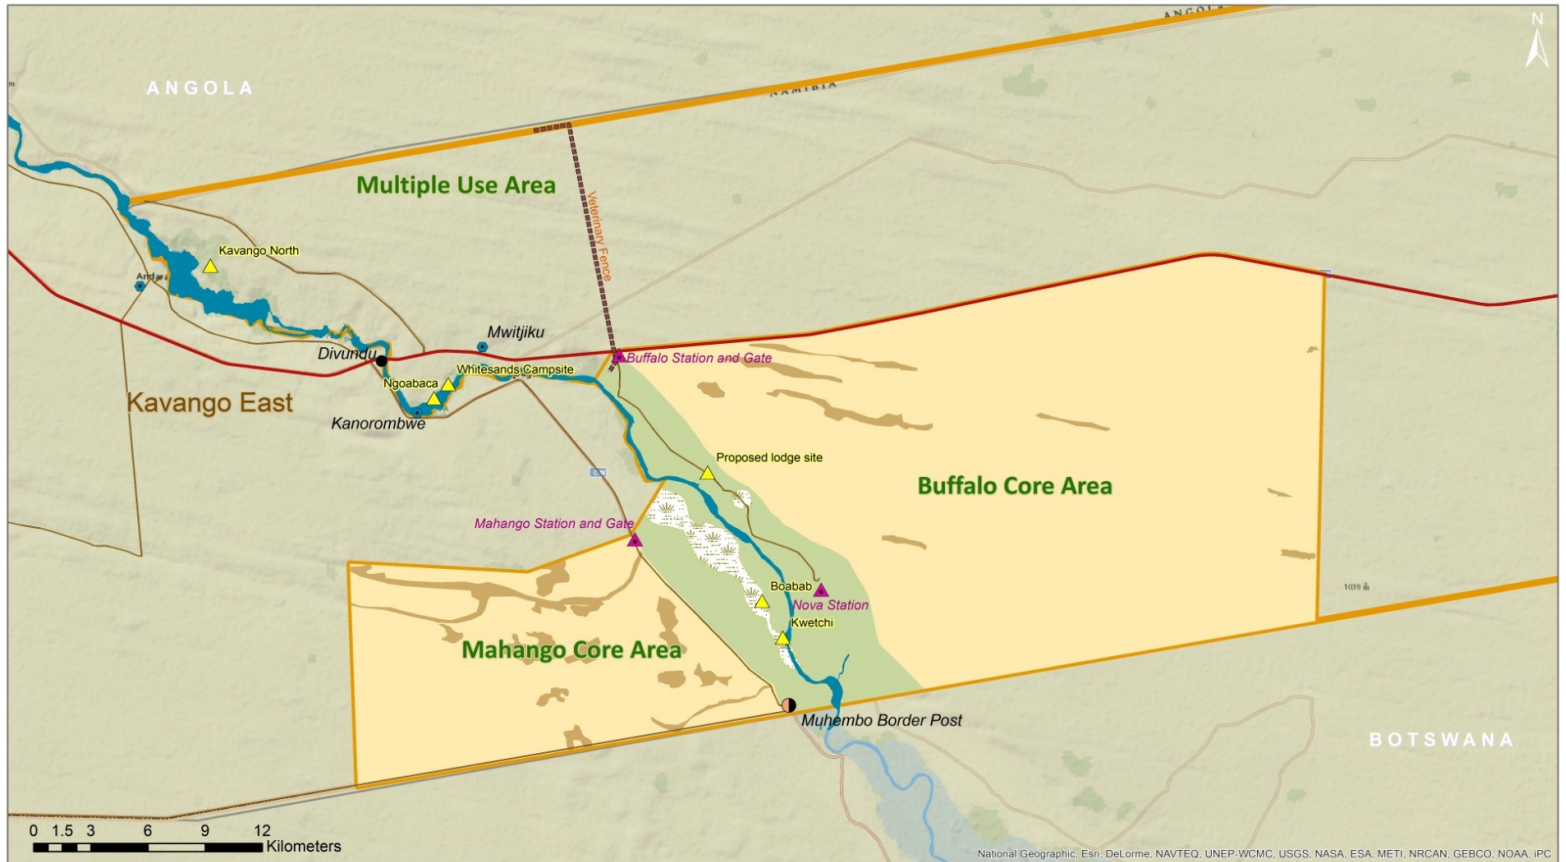 ANGOLA
N
ANGOLA
NAMIBIA
Multiple Use Area
Veterinary Fence
Kavango North
Andara
Mwitjiku
Divundu
Buffalo Station and Gate
Whitesands Campsite
Ngoabaca
Kavango East
Kanorombwe
Proposed lodge site
Buffalo Core Area
Mahango Station and Gate
Boabab
1039 m
Nova Station
Kwetchi
Mahango Core Area
Muhembo Border Post
BOTSWANA
0 1.5 3 6 9 12
Kilometers
National Geographic, Esri, DeLorme, NAVTEQ, UNEP-WCMC, USGS, NASA, ESA, METI, NRCAN, GEBCO, NOAA, iPC